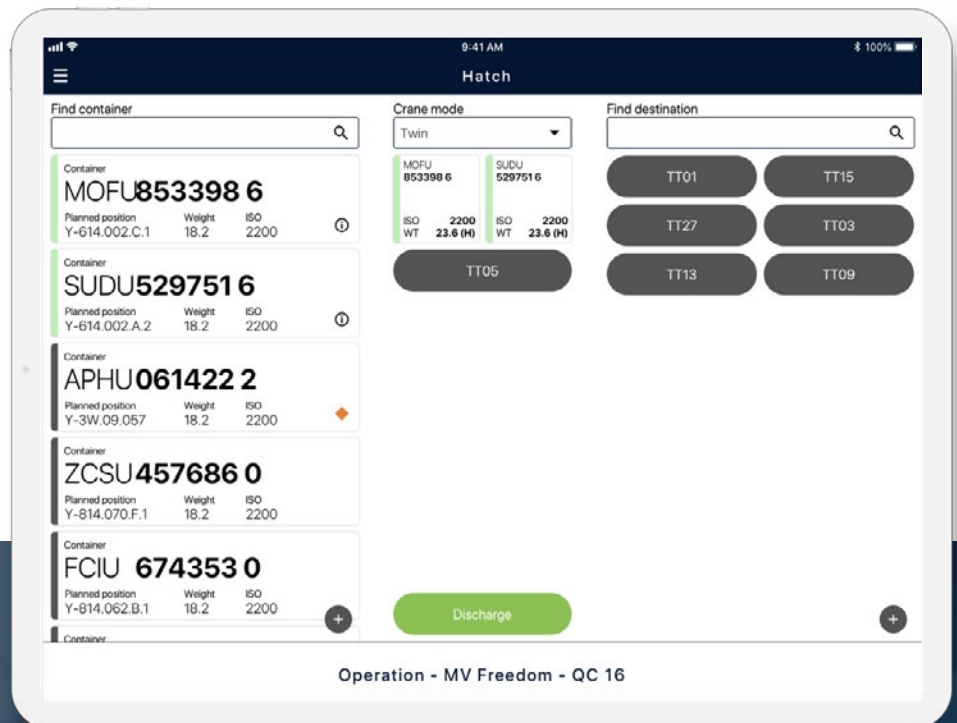 9:41 AM
100%
Hatch
Find container
Container
MOFU853398 6
Planned position Weight ISO
Y-614.002.C.1 18.2 2200
Container
SUDU529751 6
Planned position Weight ISO
Y-614.002.A.2 18.2 2200
Container
APHU061422 2
Planned position Weight ISO
Y-3W.09.057 18.2 2200
Container
ZCSU457686 0
Planned position Weight ISO
Y-814.070.F.1 18.2 2200
Container
FCIU 674353 0
Planned position Weight ISO
Y-814.062.B.1 18.2 2200
Container
Crane mode
Twin
MOFU
853398 6
ISO 2200
WT 23.6 (H)
SUDU
529751 6
ISO 2200
WT 23.6 (H)
TT05
Discharge
Find destination
TT01 TT15
TT27 TT03
TT13 TT09
Operation - MV Freedom - QC 16